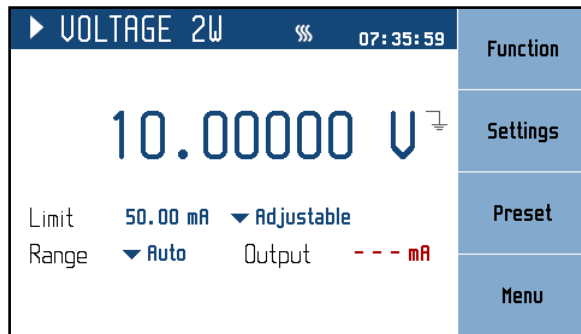 VOLTAGE 2W 07:35:59
10.00000 V
Limit 50.00 mA Adjustable
Range Auto Output - - - mA
Function
Settings
Preset
Menu